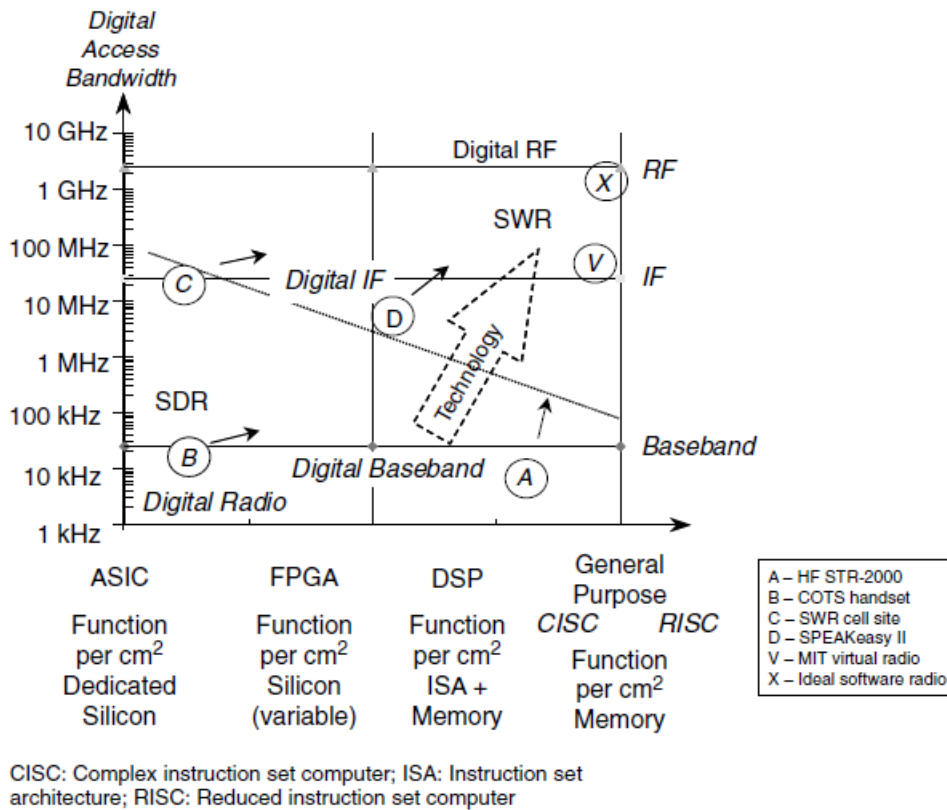 Digital
Access
Bandwidth
10 GHz
Digital RF
RF
1 GHz
X
SWR
100 MHz
V
C
Digital IF
IF
10 MHz
D
1 MHz
Technology
SDR
100 kHz
B
Digital Baseband
Baseband
A
10 kHz
Digital Radio
1 kHz
ASIC
Function
per cm²
Dedicated
Silicon
FPGA
Function
per cm²
Silicon
(variable)
DSP
Function
per cm²
ISA +
Memory
General
Purpose
CISC RISC
Function
per cm²
Memory
A – HF STR-2000
B – COTS handset
C – SWR cell site
D – SPEAKeasy II
V – MIT virtual radio
X – Ideal software radio
CISC: Complex instruction set computer; ISA: Instruction set
architecture; RISC: Reduced instruction set computer